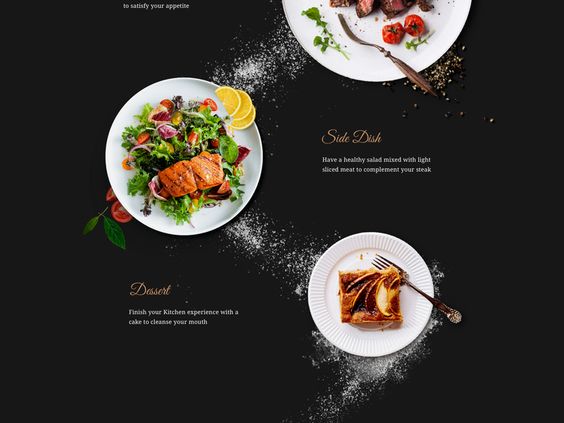 to satisfy your appetite
Side Dish
Have a healthy salad mixed with light
sliced meat to complement your steak
Dessert
Finish your Kitchen experience with a
cake to cleanse your mouth